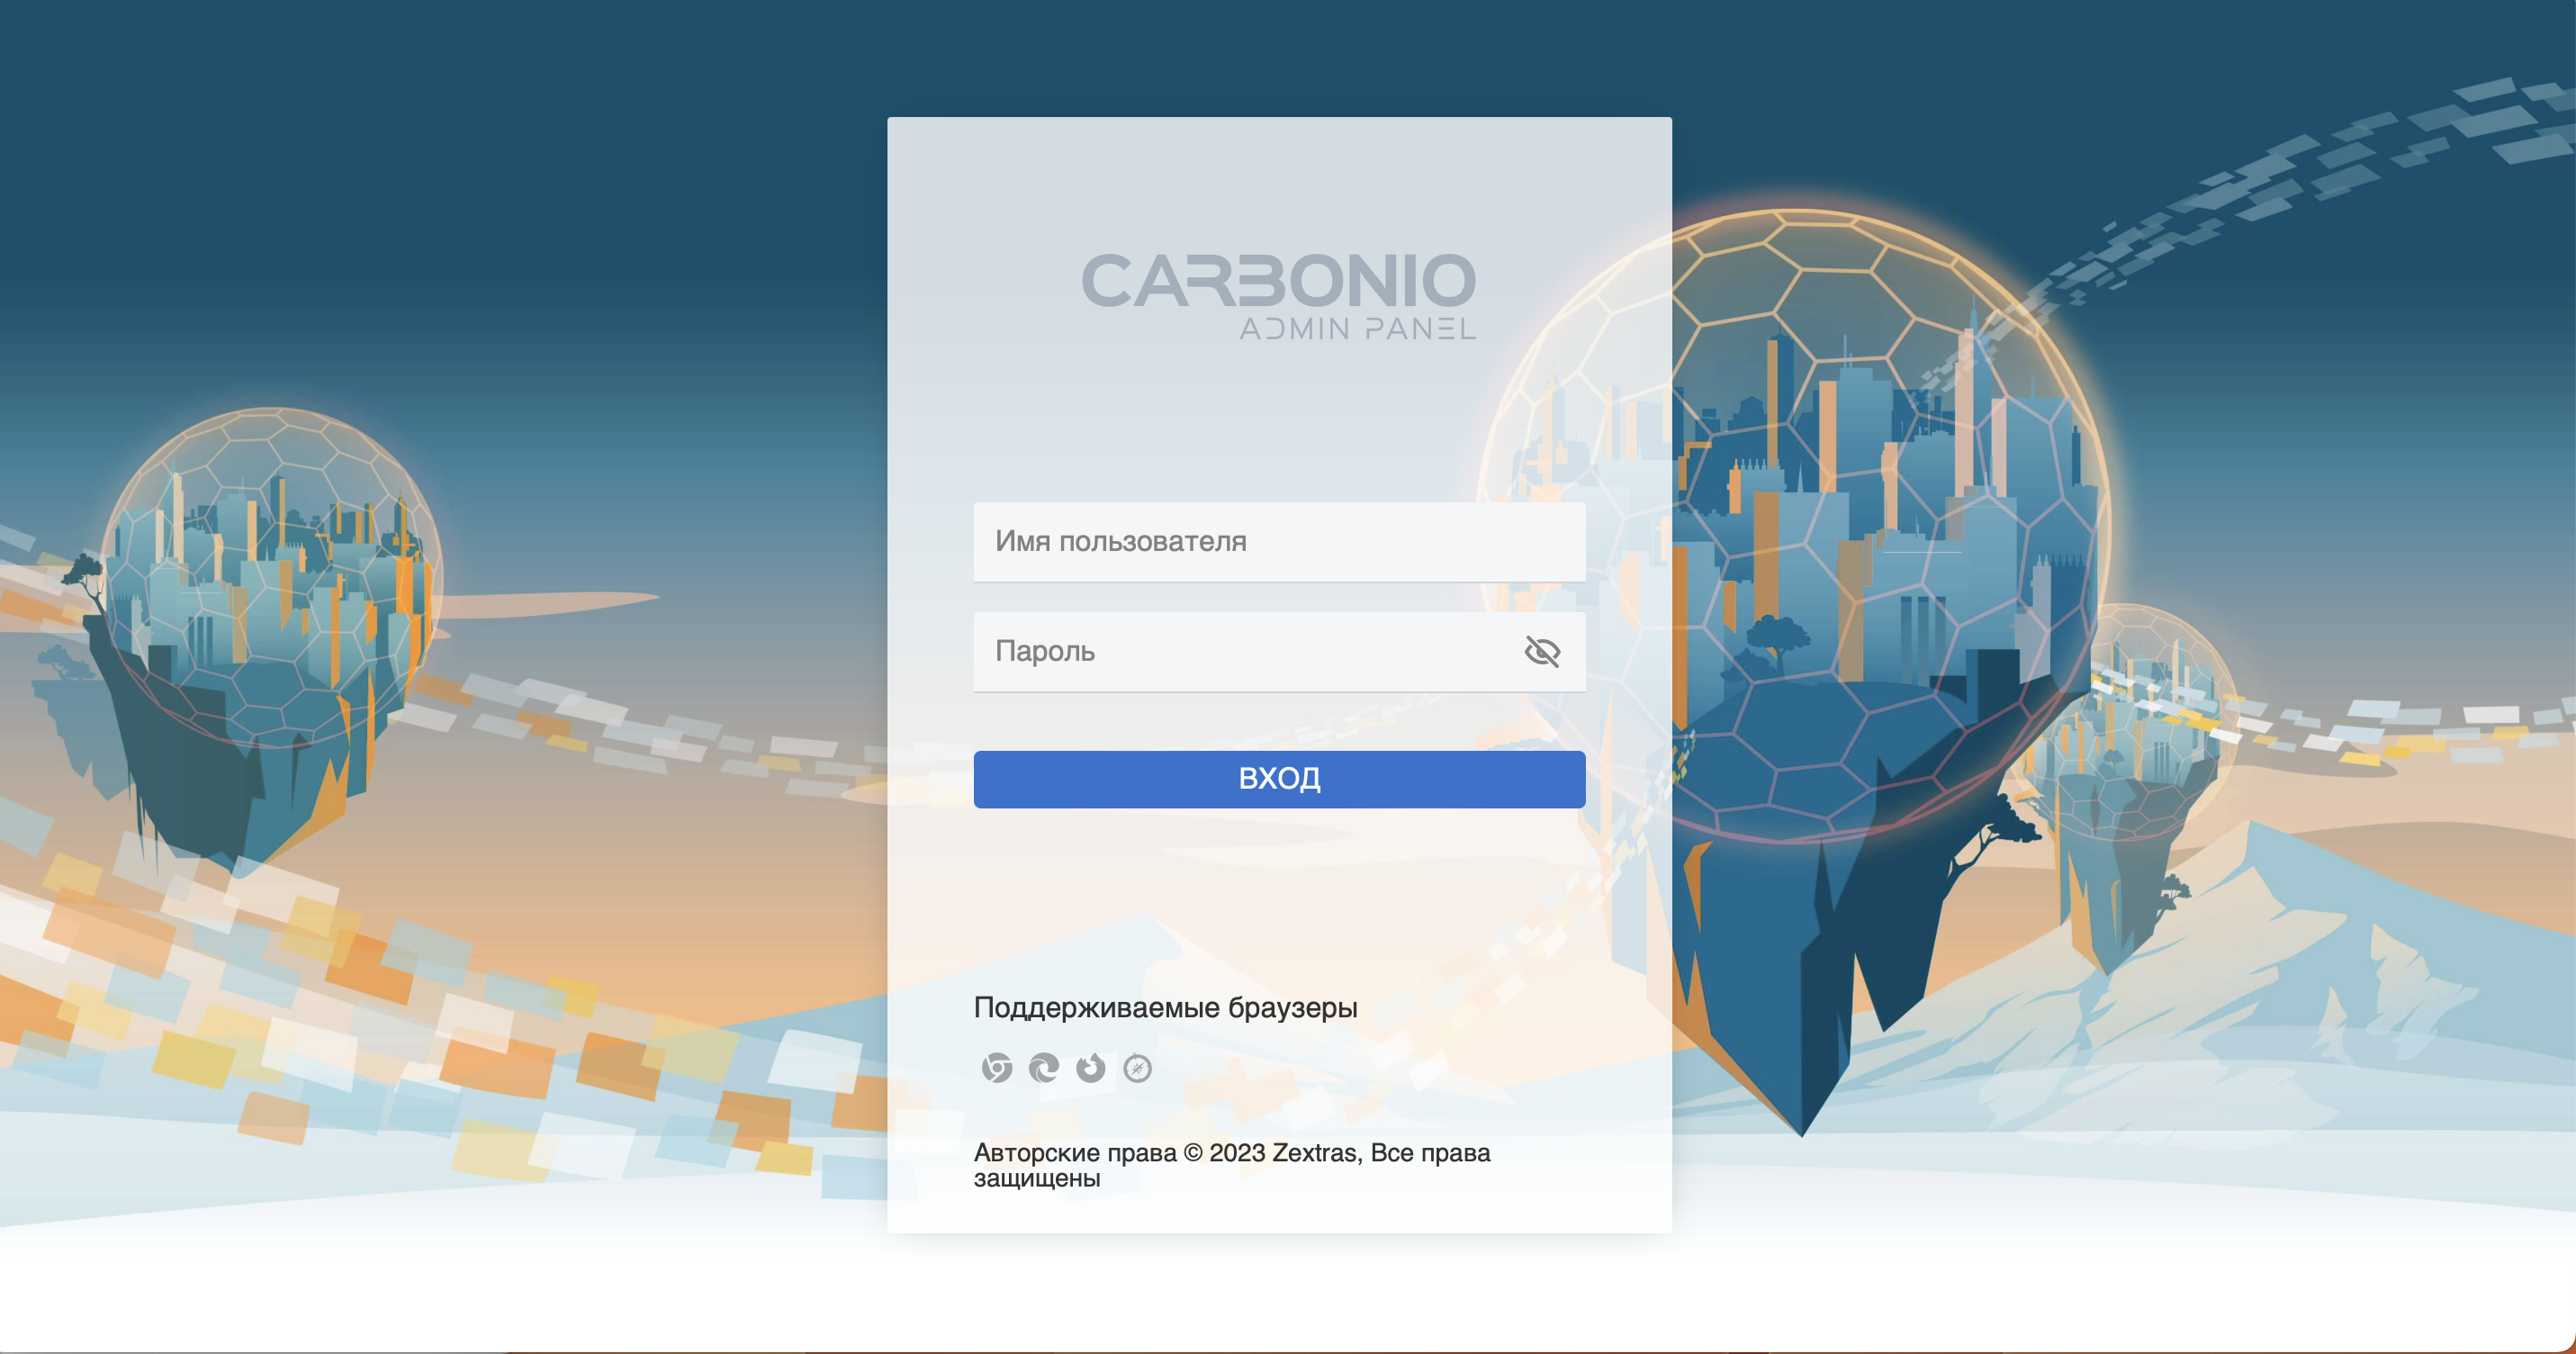 CARBONIO
ADMIN PANEL
Имя пользователя
Пароль
ВХОД
Поддерживаемые браузеры
Авторские права © 2023 Zextras, Все права
защищены